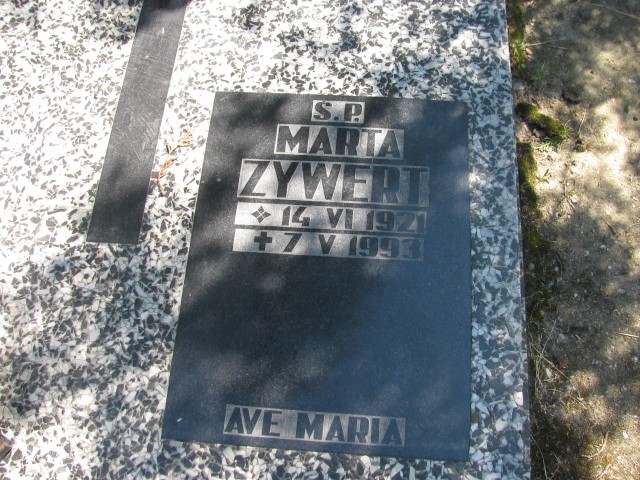 S.P.
MARTA
ZYWERT
14 VI 1921
7 V 1993
AVE MARIA